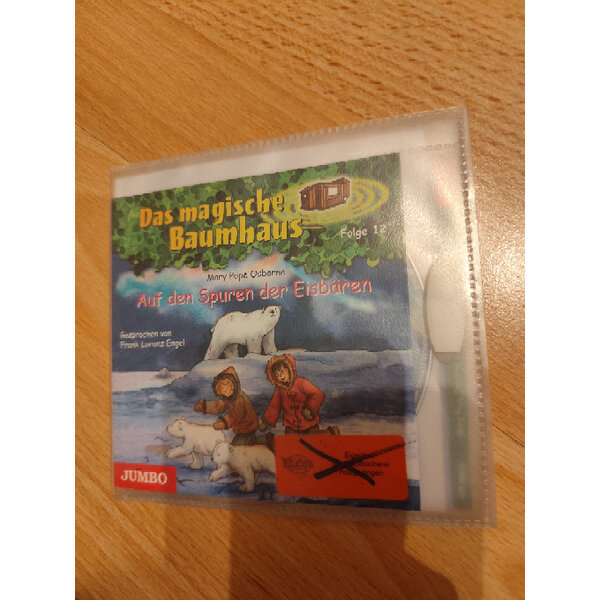 Das magische
Baumhaus
Folge 12
Mary Pope Osborne
Auf den Spuren der Eisbären
Gesprochen von
Frank Lorenz Engel
JUMBO